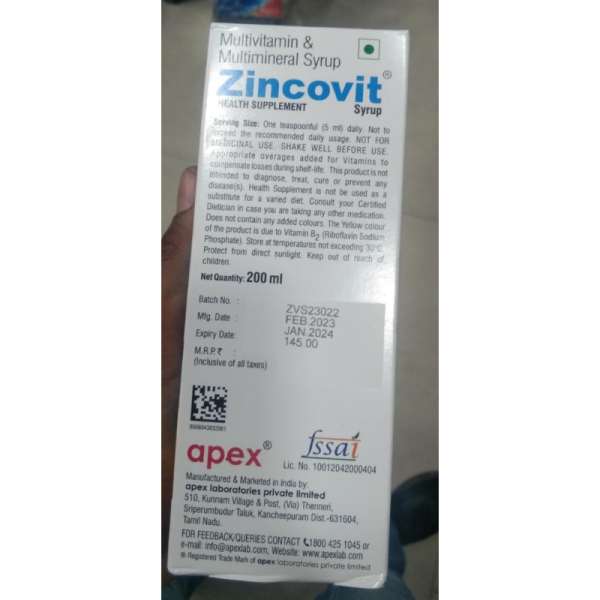 Multivitamin &
Multimineral Syrup
Zincovit®
HEALTH SUPPLEMENT Syrup
Serving Size: One teaspoonful (5 ml) daily. Not to
exceed the recommended daily usage. NOT FOR
MEDICINAL USE. SHAKE WELL BEFORE USE.
Appropriate overages added for Vitamins to
compensate losses during shelf-life. This product is not
intended to diagnose, treat, cure or prevent any
disease(s). Health Supplement is not be used as a
substitute for a varied diet. Consult your Certified
Dietician in case you are taking any other medication.
Does not contain any added colours. The Yellow colour
of the product is due to Vitamin B2 (Riboflavin Sodium
Phosphate). Store at temperatures not exceeding 30°C.
Protect from direct sunlight. Keep out of reach of
children.
Net Quantity: 200 ml
Batch No. : ZVS23022
Mfg. Date : FEB.2023
Expiry Date: JAN.2024
M.R.P.₹ : 145.00
(Inclusive of all taxes)
apex®
fssai
Lic. No. 10012042000404
Manufactured & Marketed in India by:
apex laboratories private limited
510, Kunnam Village & Post, (Via) Thenneri,
Sriperumbudur Taluk, Kancheepuram Dist.-631604,
Tamil Nadu.
FOR FEEDBACK/QUERIES CONTACT 1800 425 1045 or
e-mail: info@apexlab.com, Website: www.apexlab.com
® Registered Trade Mark of apex laboratories private limited